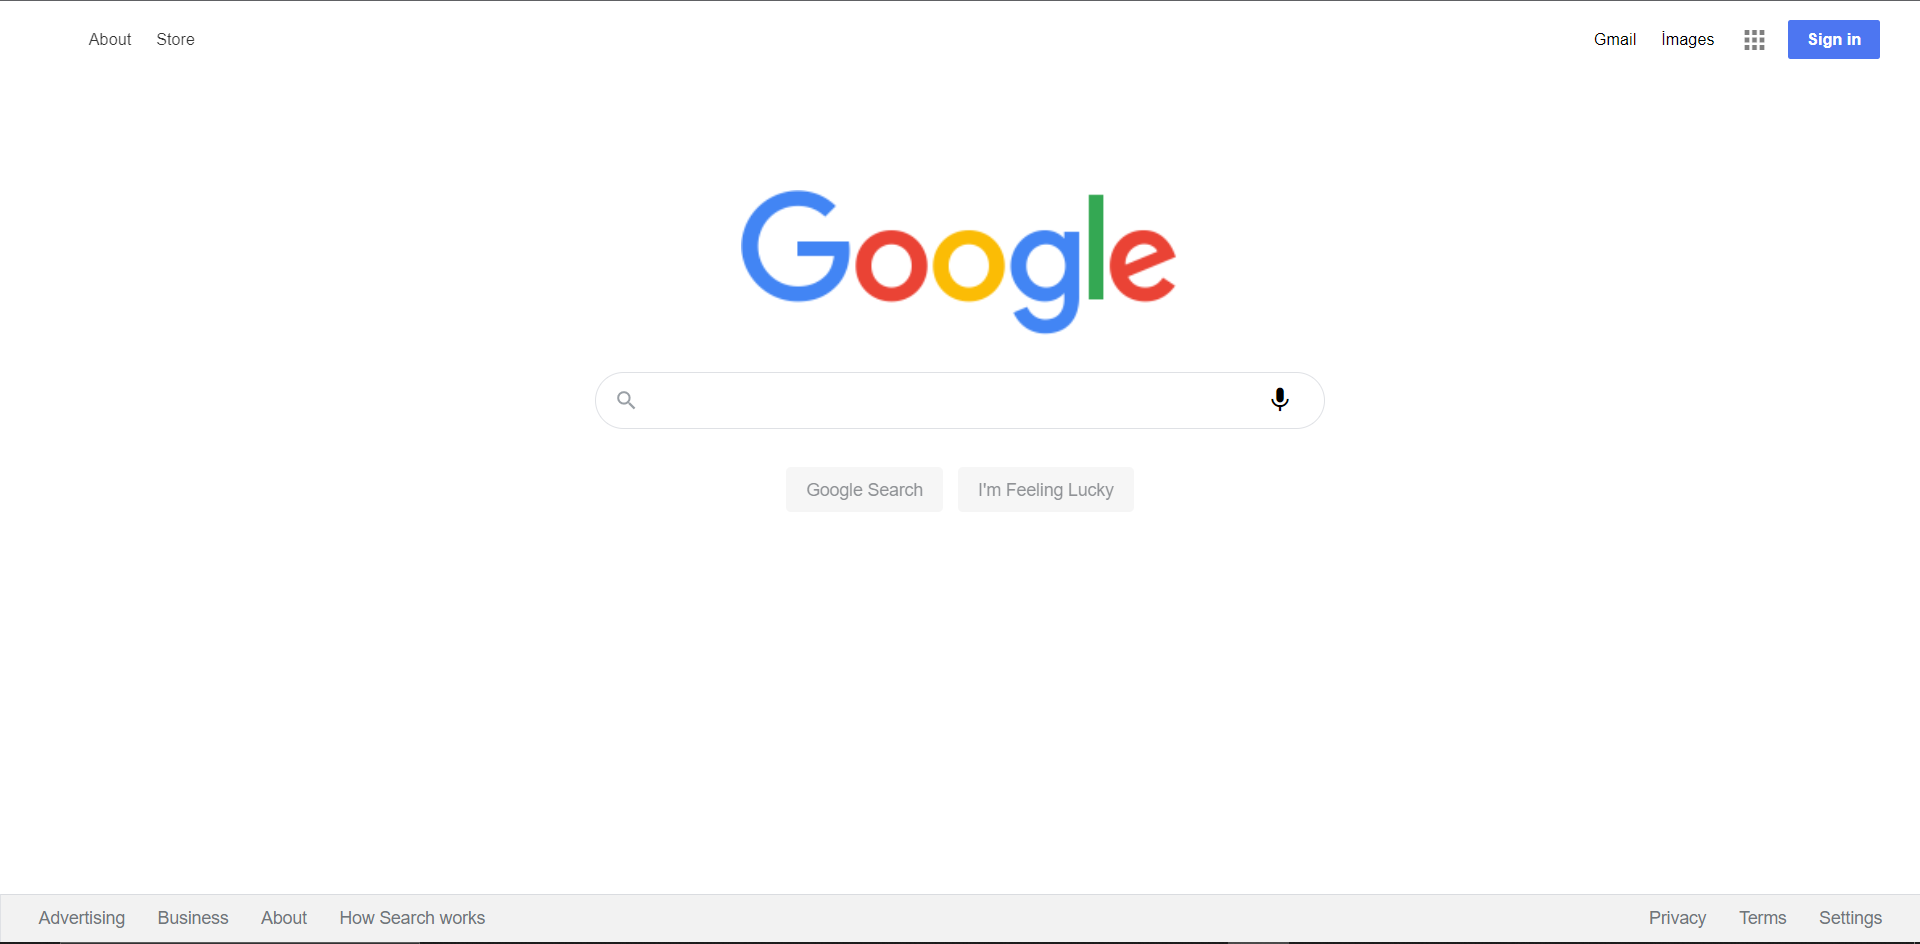 About Store Gmail İmages Sign in
Google
Google Search I'm Feeling Lucky
Advertising Business About How Search works Privacy Terms Settings